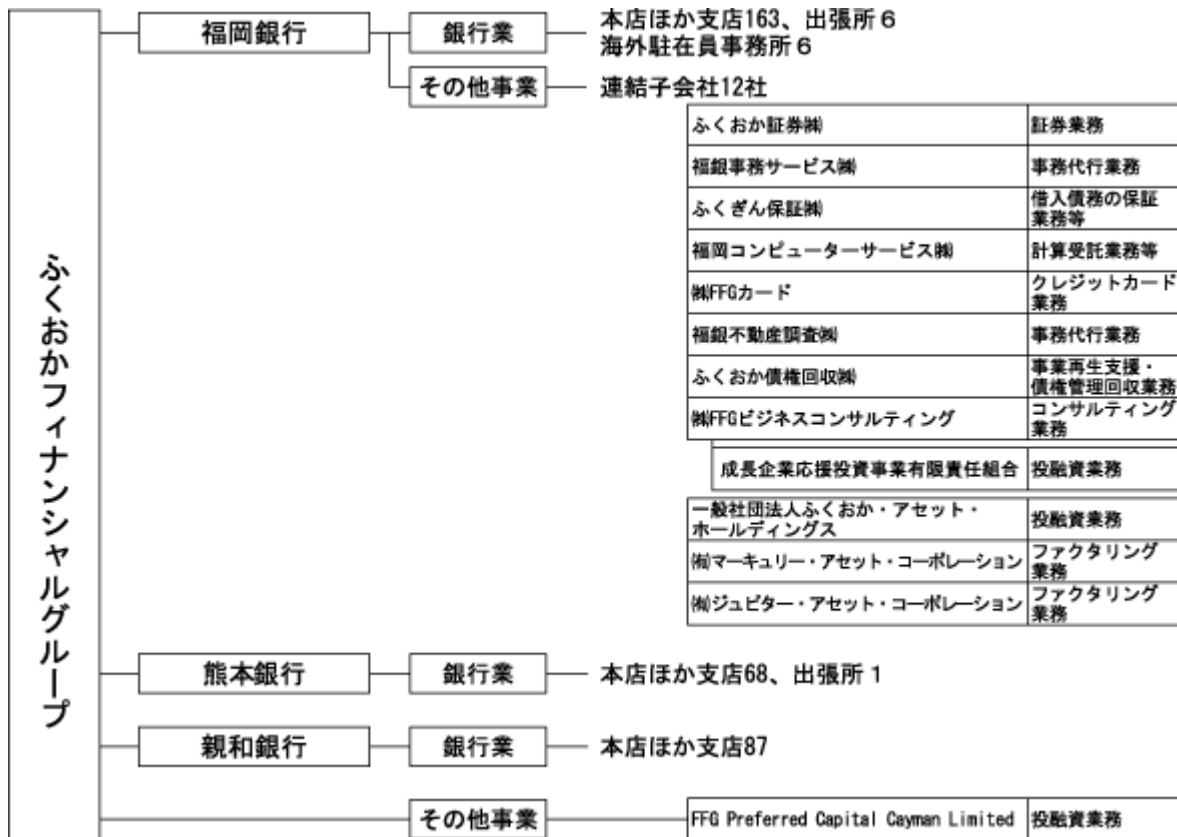 ふくおかフィナンシャルグループ
福岡銀行
銀行業
本店ほか支店163、出張所6
海外駐在員事務所6
その他事業
連結子会社12社
ふくおか証券㈱
証券業務
福銀事務サービス㈱
事務代行業務
ふくぎん保証㈱
借入債務の保証
業務等
福岡コンピューターサービス㈱
計算受託業務等
㈱FFGカード
クレジットカード
業務
福銀不動産調査㈱
事務代行業務
ふくおか債権回収㈱
事業再生支援・
債権管理回収業務
㈱FFGビジネスコンサルティング
コンサルティング
業務
成長企業応援投資事業有限責任組合
投融資業務
一般社団法人ふくおか・アセット・
ホールディングス
投融資業務
㈲マーキュリー・アセット・コーポレーション
ファクタリング
業務
㈲ジュピター・アセット・コーポレーション
ファクタリング
業務
熊本銀行
銀行業
本店ほか支店68、出張所1
親和銀行
銀行業
本店ほか支店87
その他事業
FFG Preferred Capital Cayman Limited
投融資業務